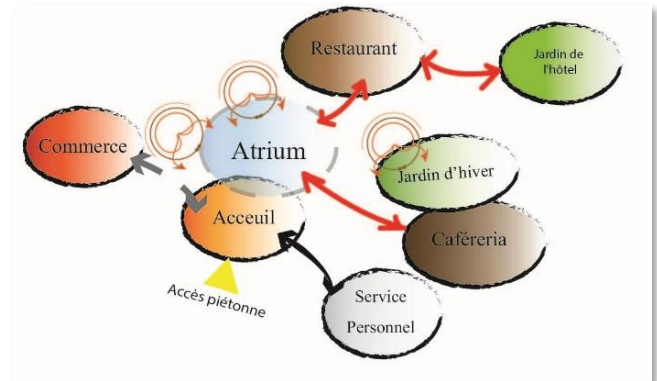 Restaurant
Jardin de
l'hôtel
Commerce
Atrium
Jardin d'hiver
Acceuil
Caféreria
Accès piétonne
Service
Personnel